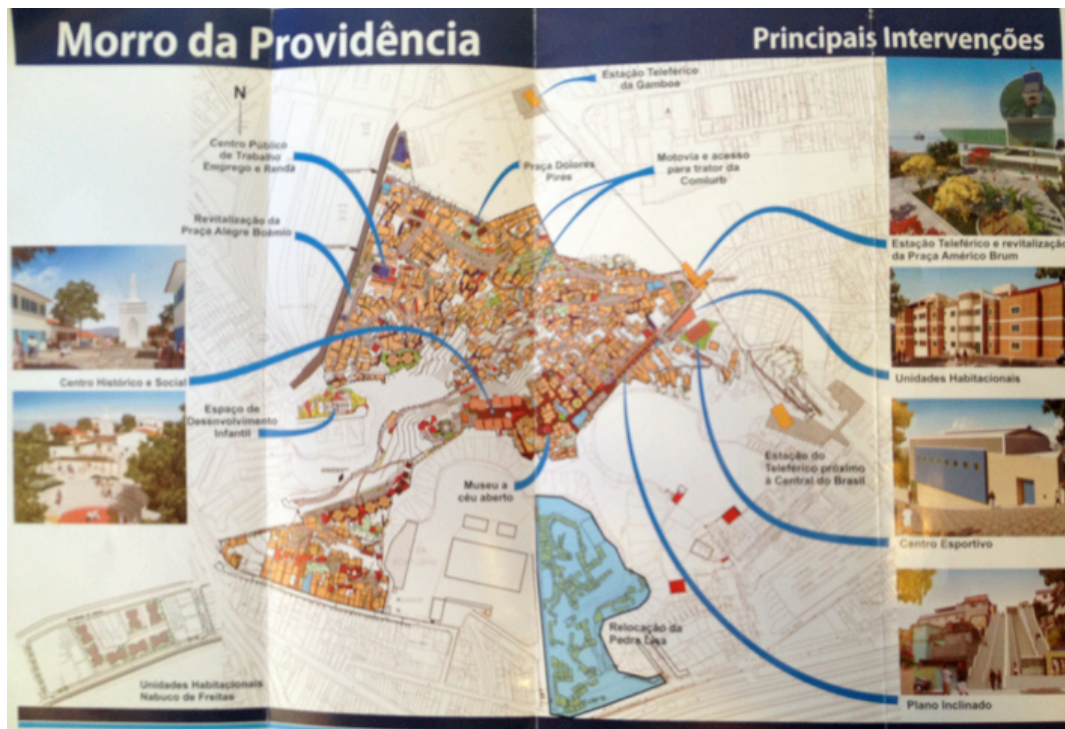 Morro da Providência
Principais Intervenções
N
Estação Teleférico
da Gamboa
Centro Público
de Trabalho
Emprego e Renda
Praça Dolores
Pires
Motovia e acesso
para trator da
Comlurb
Revitalização da
Praça Alegre Boêmio
Estação Teleférico e revitalização
da Praça Américo Brum
Centro Histórico e Social
Unidades Habitacionais
Espaço de
Desenvolvimento
Infantil
Museu a
céu aberto
Estação do
Teleférico próximo
à Central do Brasil
Centro Esportivo
Relocação da
Pedra Lisa
Unidades Habitacionais
Nabuco de Freitas
Plano Inclinado